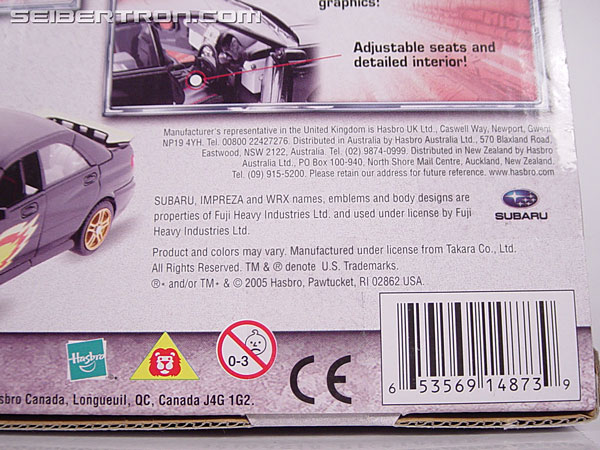 SEIBERTRON.COM
graphics!
Adjustable seats and
detailed interior!
Manufacturer's representative in the United Kingdom is Hasbro UK Ltd., Caswell Way, Newport, Gwent
NP19 4YH. Tel. 00800 22427276. Distributed in Australia by Hasbro Australia Ltd., 570 Blaxland Road,
Eastwood, NSW 2122, Australia. Tel. (02) 9874-0999. Distributed in New Zealand by Hasbro
Australia Ltd., PO Box 100-940, North Shore Mail Centre, Auckland, New Zealand.
Tel. (09) 915-5200. Please retain our address for future reference. www.hasbro.com
SUBARU, IMPREZA and WRX names, emblems and body designs are
properties of Fuji Heavy Industries Ltd. and used under license by Fuji
Heavy Industries Ltd.
SUBARU
Product and colors may vary. Manufactured under license from Takara Co., Ltd.
All Rights Reserved. TM & ® denote U.S. Trademarks.
®* and/or TM* & © 2005 Hasbro, Pawtucket, RI 02862 USA.
Hasbro
0-3
CE
6 53569 14873 9
sbro Canada, Longueuil, QC, Canada J4G 1G2.